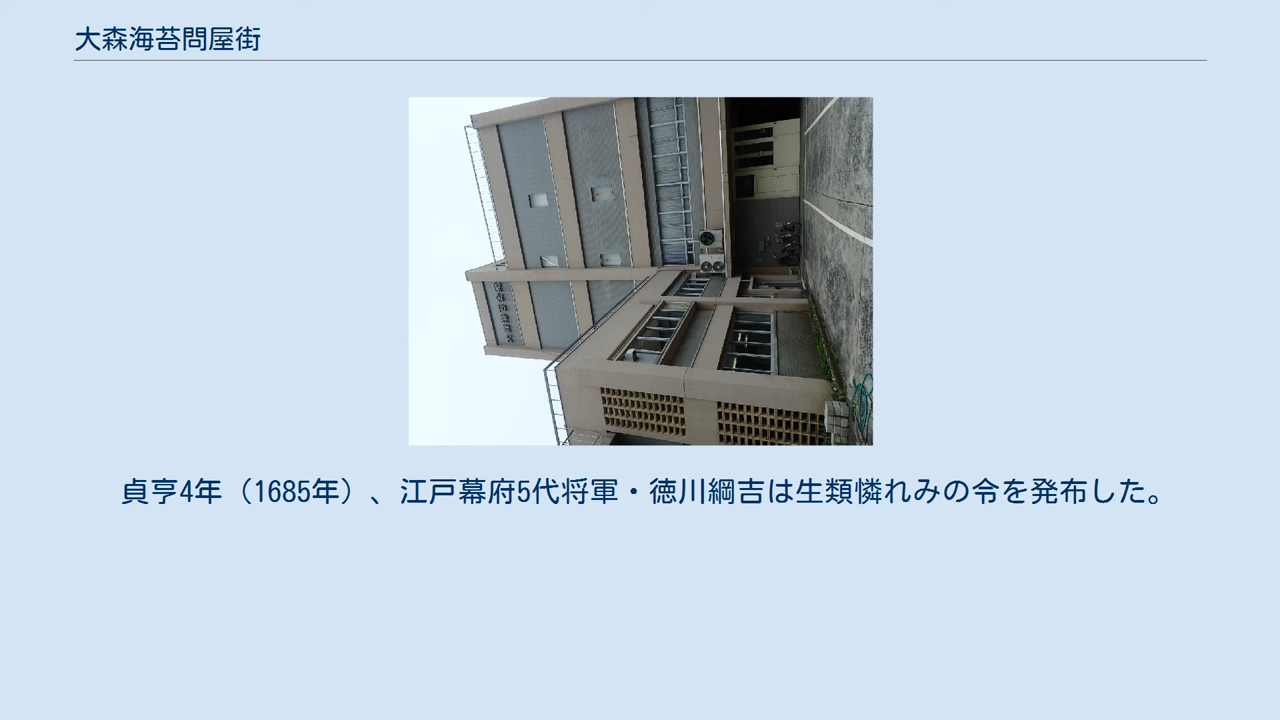 大森海苔問屋街
貞亨4年（1685年）、江戸幕府5代将軍・徳川綱吉は生類憐れみの令を発布した。